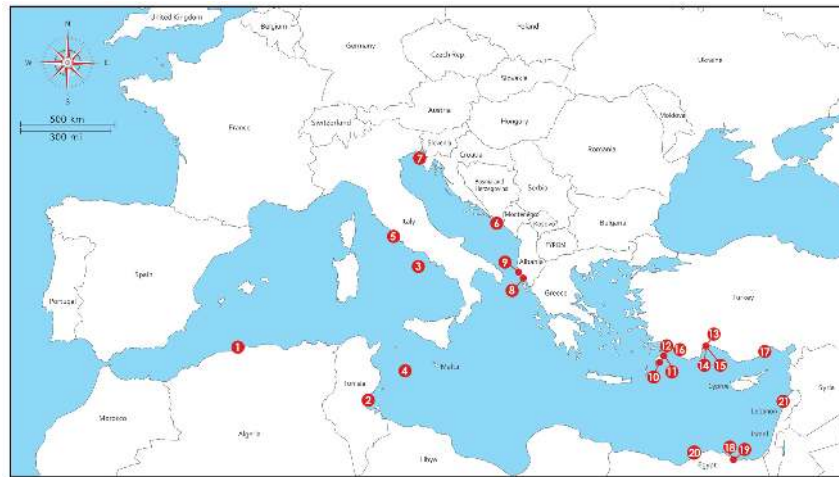 United Kingdom
Belgium
Germany
Poland
Czech Rep.
Ukraine
Slovakia
N
W
E
S
500 km
300 mi
France
Switzerland
Austria
Hungary
Moldova
Romania
Slovenia
Croatia
Bosnia and
Herzegovina
Serbia
Montenegro
Kosovo
Bulgaria
FYROM
Albania
Italy
Greece
Turkey
Spain
Portugal
Morocco
Algeria
Tunisia
Malta
Libya
Egypt
Cyprus
Lebanon
Israel
Syria
7
6
5
3
9
8
1
4
2
12
16
10
11
13
14
15
17
21
18
19
20